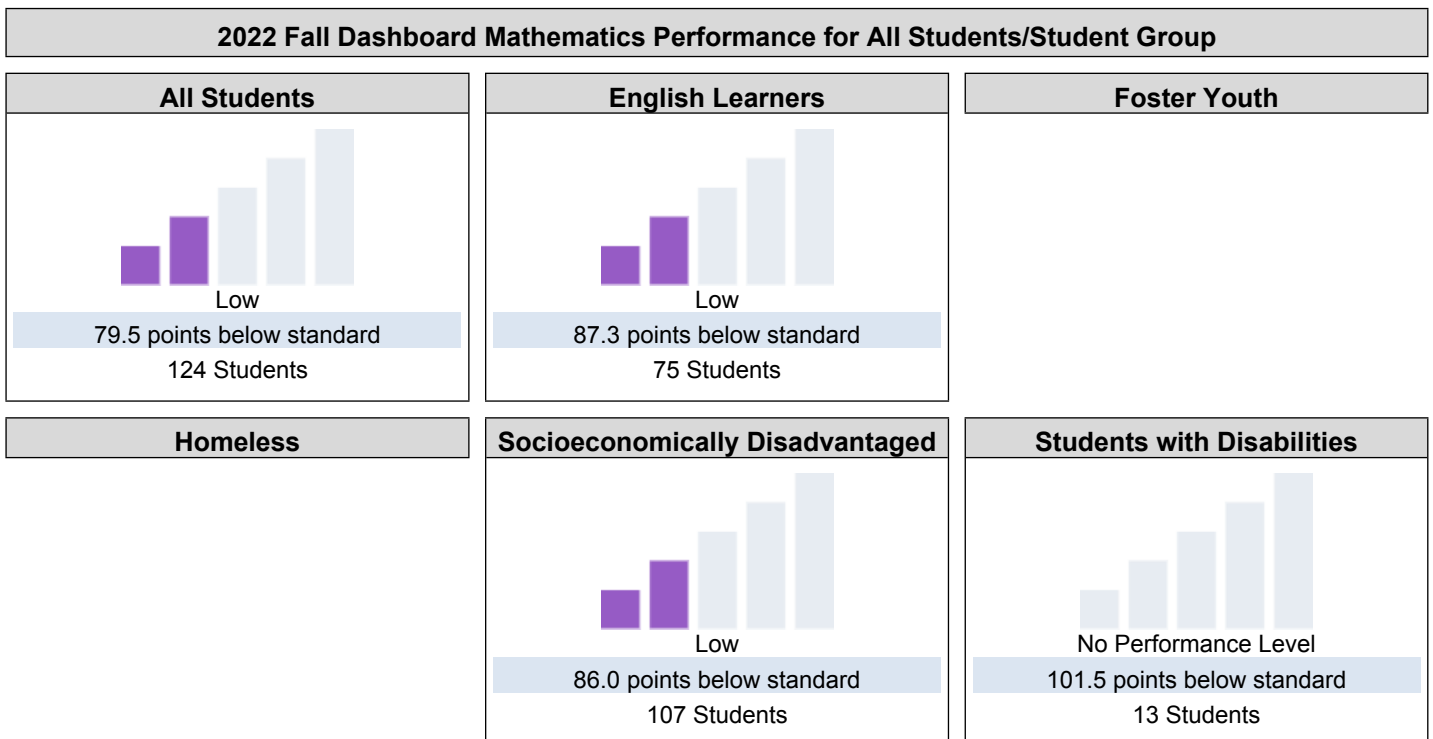 2022 Fall Dashboard Mathematics Performance for All Students/Student Group
All Students
Low
79.5 points below standard
124 Students
English Learners
Low
87.3 points below standard
75 Students
Foster Youth
Homeless
Socioeconomically Disadvantaged
Low
86.0 points below standard
107 Students
Students with Disabilities
No Performance Level
101.5 points below standard
13 Students